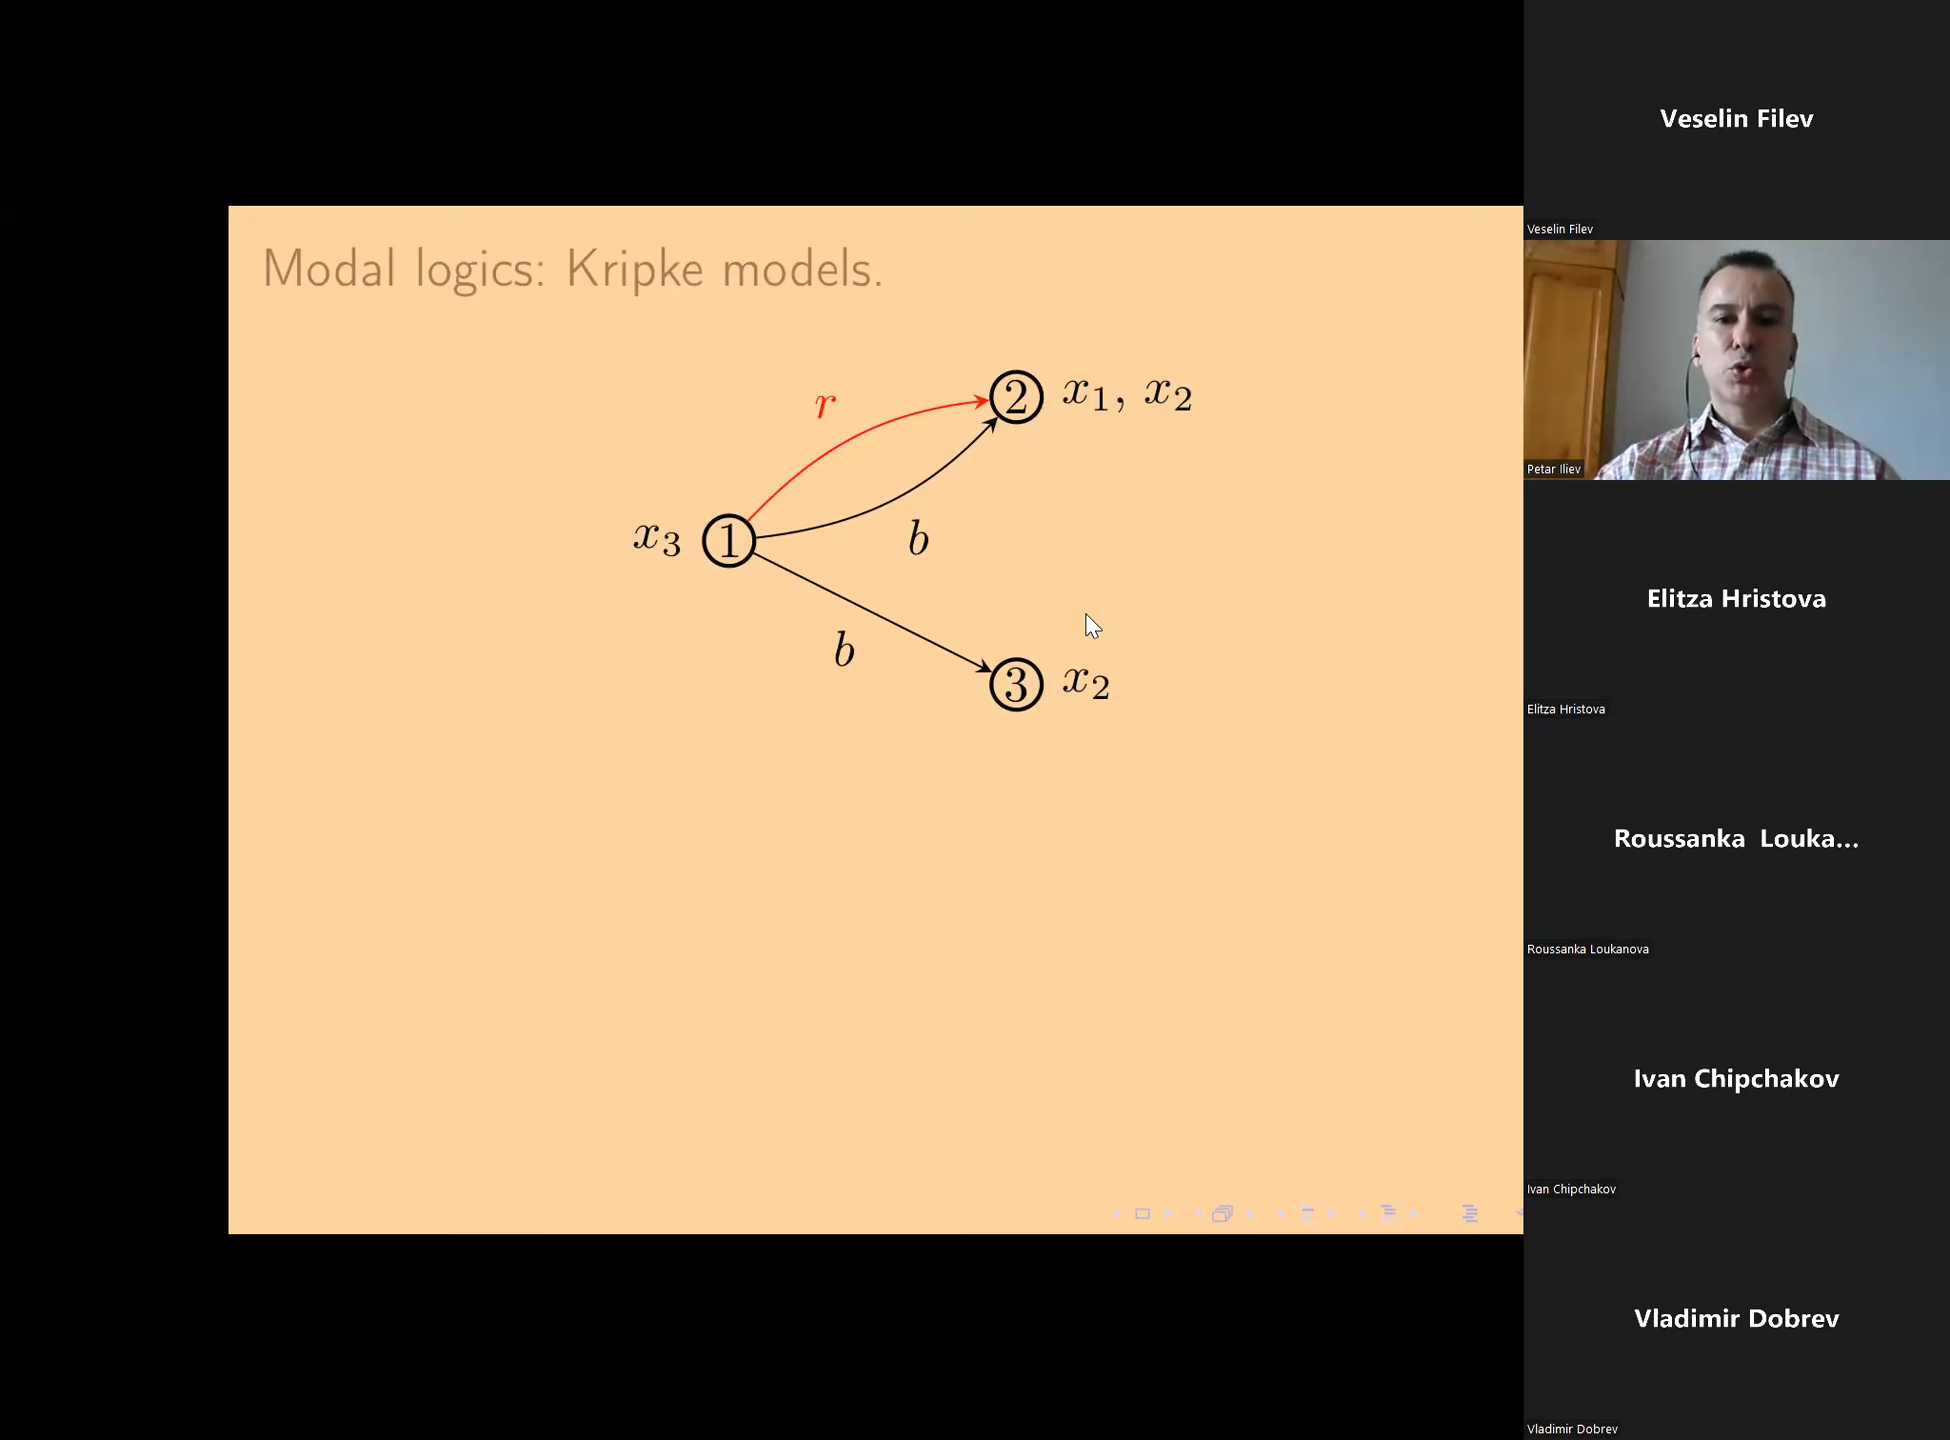 Modal logics: Kripke models.
r
2 x1, x2
x3 1
b
b
3 x2
Veselin Filev
Veselin Filev
Petar Iliev
Elitza Hristova
Elitza Hristova
Roussanka Louka...
Roussanka Loukanova
Ivan Chipchakov
Ivan Chipchakov
Vladimir Dobrev
Vladimir Dobrev